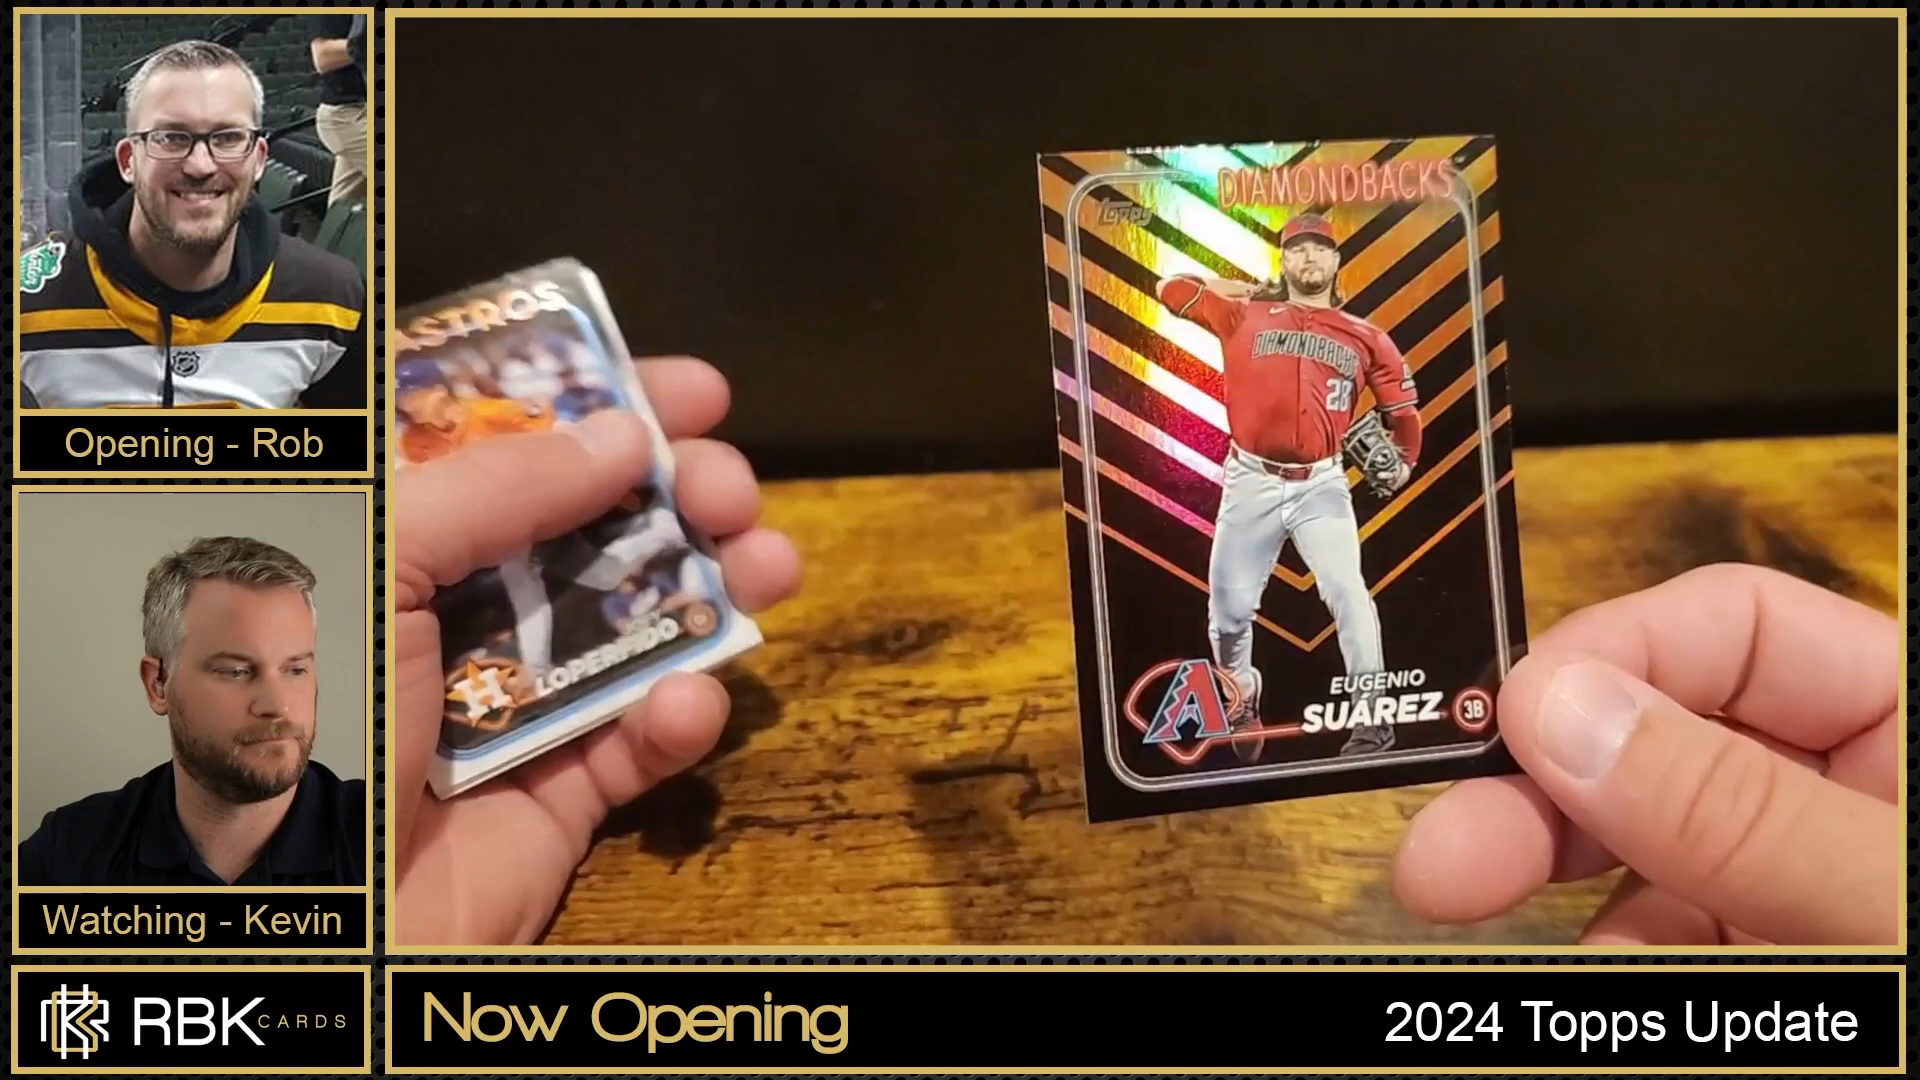 Opening - Rob
Watching - Kevin
RBK CARDS
ASTROS
LOPERFIDO
H
Topps
DIAMONDBACKS
DIAMONDBACKS
28
A
EUGENIO
SUÁREZ 3B
Now Opening
2024 Topps Update